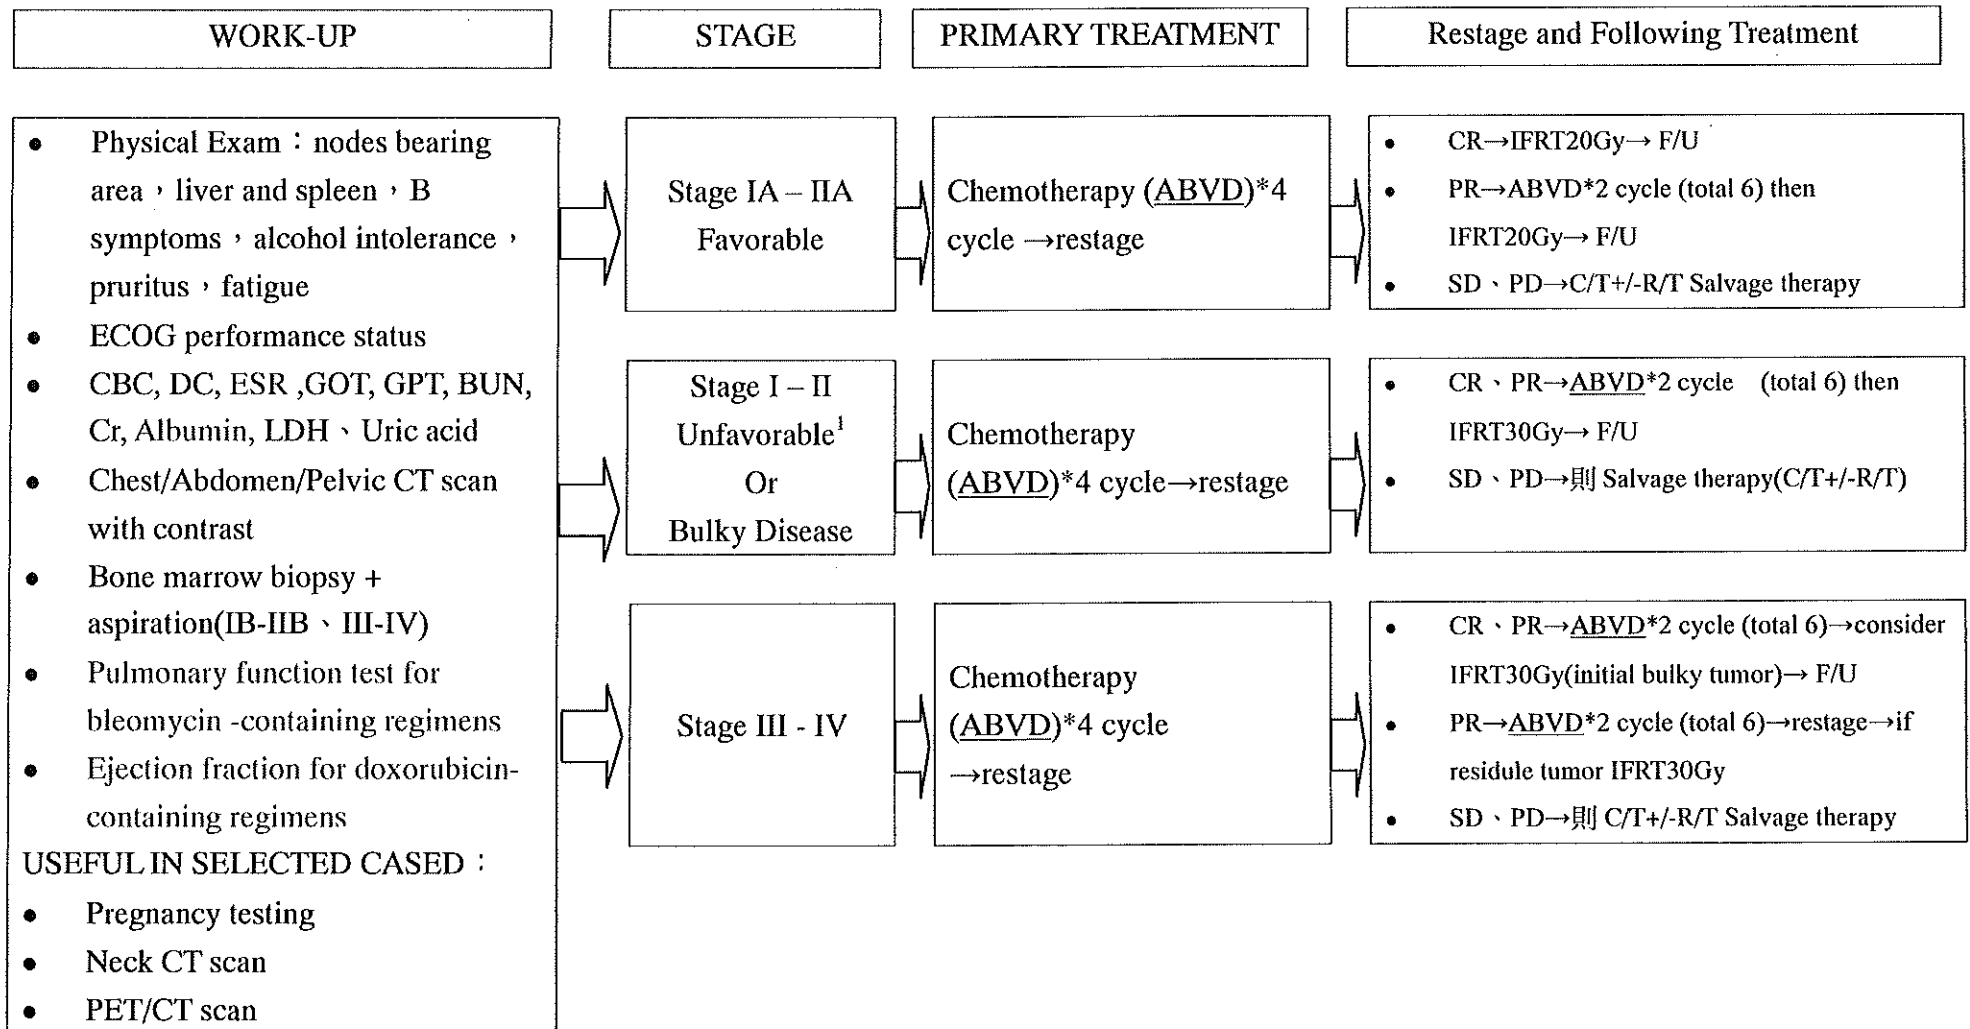 WORK-UP
STAGE
PRIMARY TREATMENT
Restage and Following Treatment
● Physical Exam：nodes bearing
area，liver and spleen，B
symptoms，alcohol intolerance，
pruritus，fatigue
● ECOG performance status
● CBC, DC, ESR ,GOT, GPT, BUN,
Cr, Albumin, LDH、Uric acid
● Chest/Abdomen/Pelvic CT scan
with contrast
● Bone marrow biopsy +
aspiration(IB-IIB、III-IV)
● Pulmonary function test for
bleomycin -containing regimens
● Ejection fraction for doxorubicin-
containing regimens
USEFUL IN SELECTED CASED：
● Pregnancy testing
● Neck CT scan
● PET/CT scan
Stage IA – IIA
Favorable
Chemotherapy (ABVD)*4
cycle →restage
● CR→IFRT20Gy→ F/U
● PR→ABVD*2 cycle (total 6) then
IFRT20Gy→ F/U
● SD、PD→C/T+/-R/T Salvage therapy
Stage I – II
Unfavorable¹
Or
Bulky Disease
Chemotherapy
(ABVD)*4 cycle→restage
● CR、PR→ABVD*2 cycle (total 6) then
IFRT30Gy→ F/U
● SD、PD→則 Salvage therapy(C/T+/-R/T)
Stage III - IV
Chemotherapy
(ABVD)*4 cycle
→restage
● CR、PR→ABVD*2 cycle (total 6)→consider
IFRT30Gy(initial bulky tumor)→ F/U
● PR→ABVD*2 cycle (total 6)→restage→if
residule tumor IFRT30Gy
● SD、PD→則 C/T+/-R/T Salvage therapy